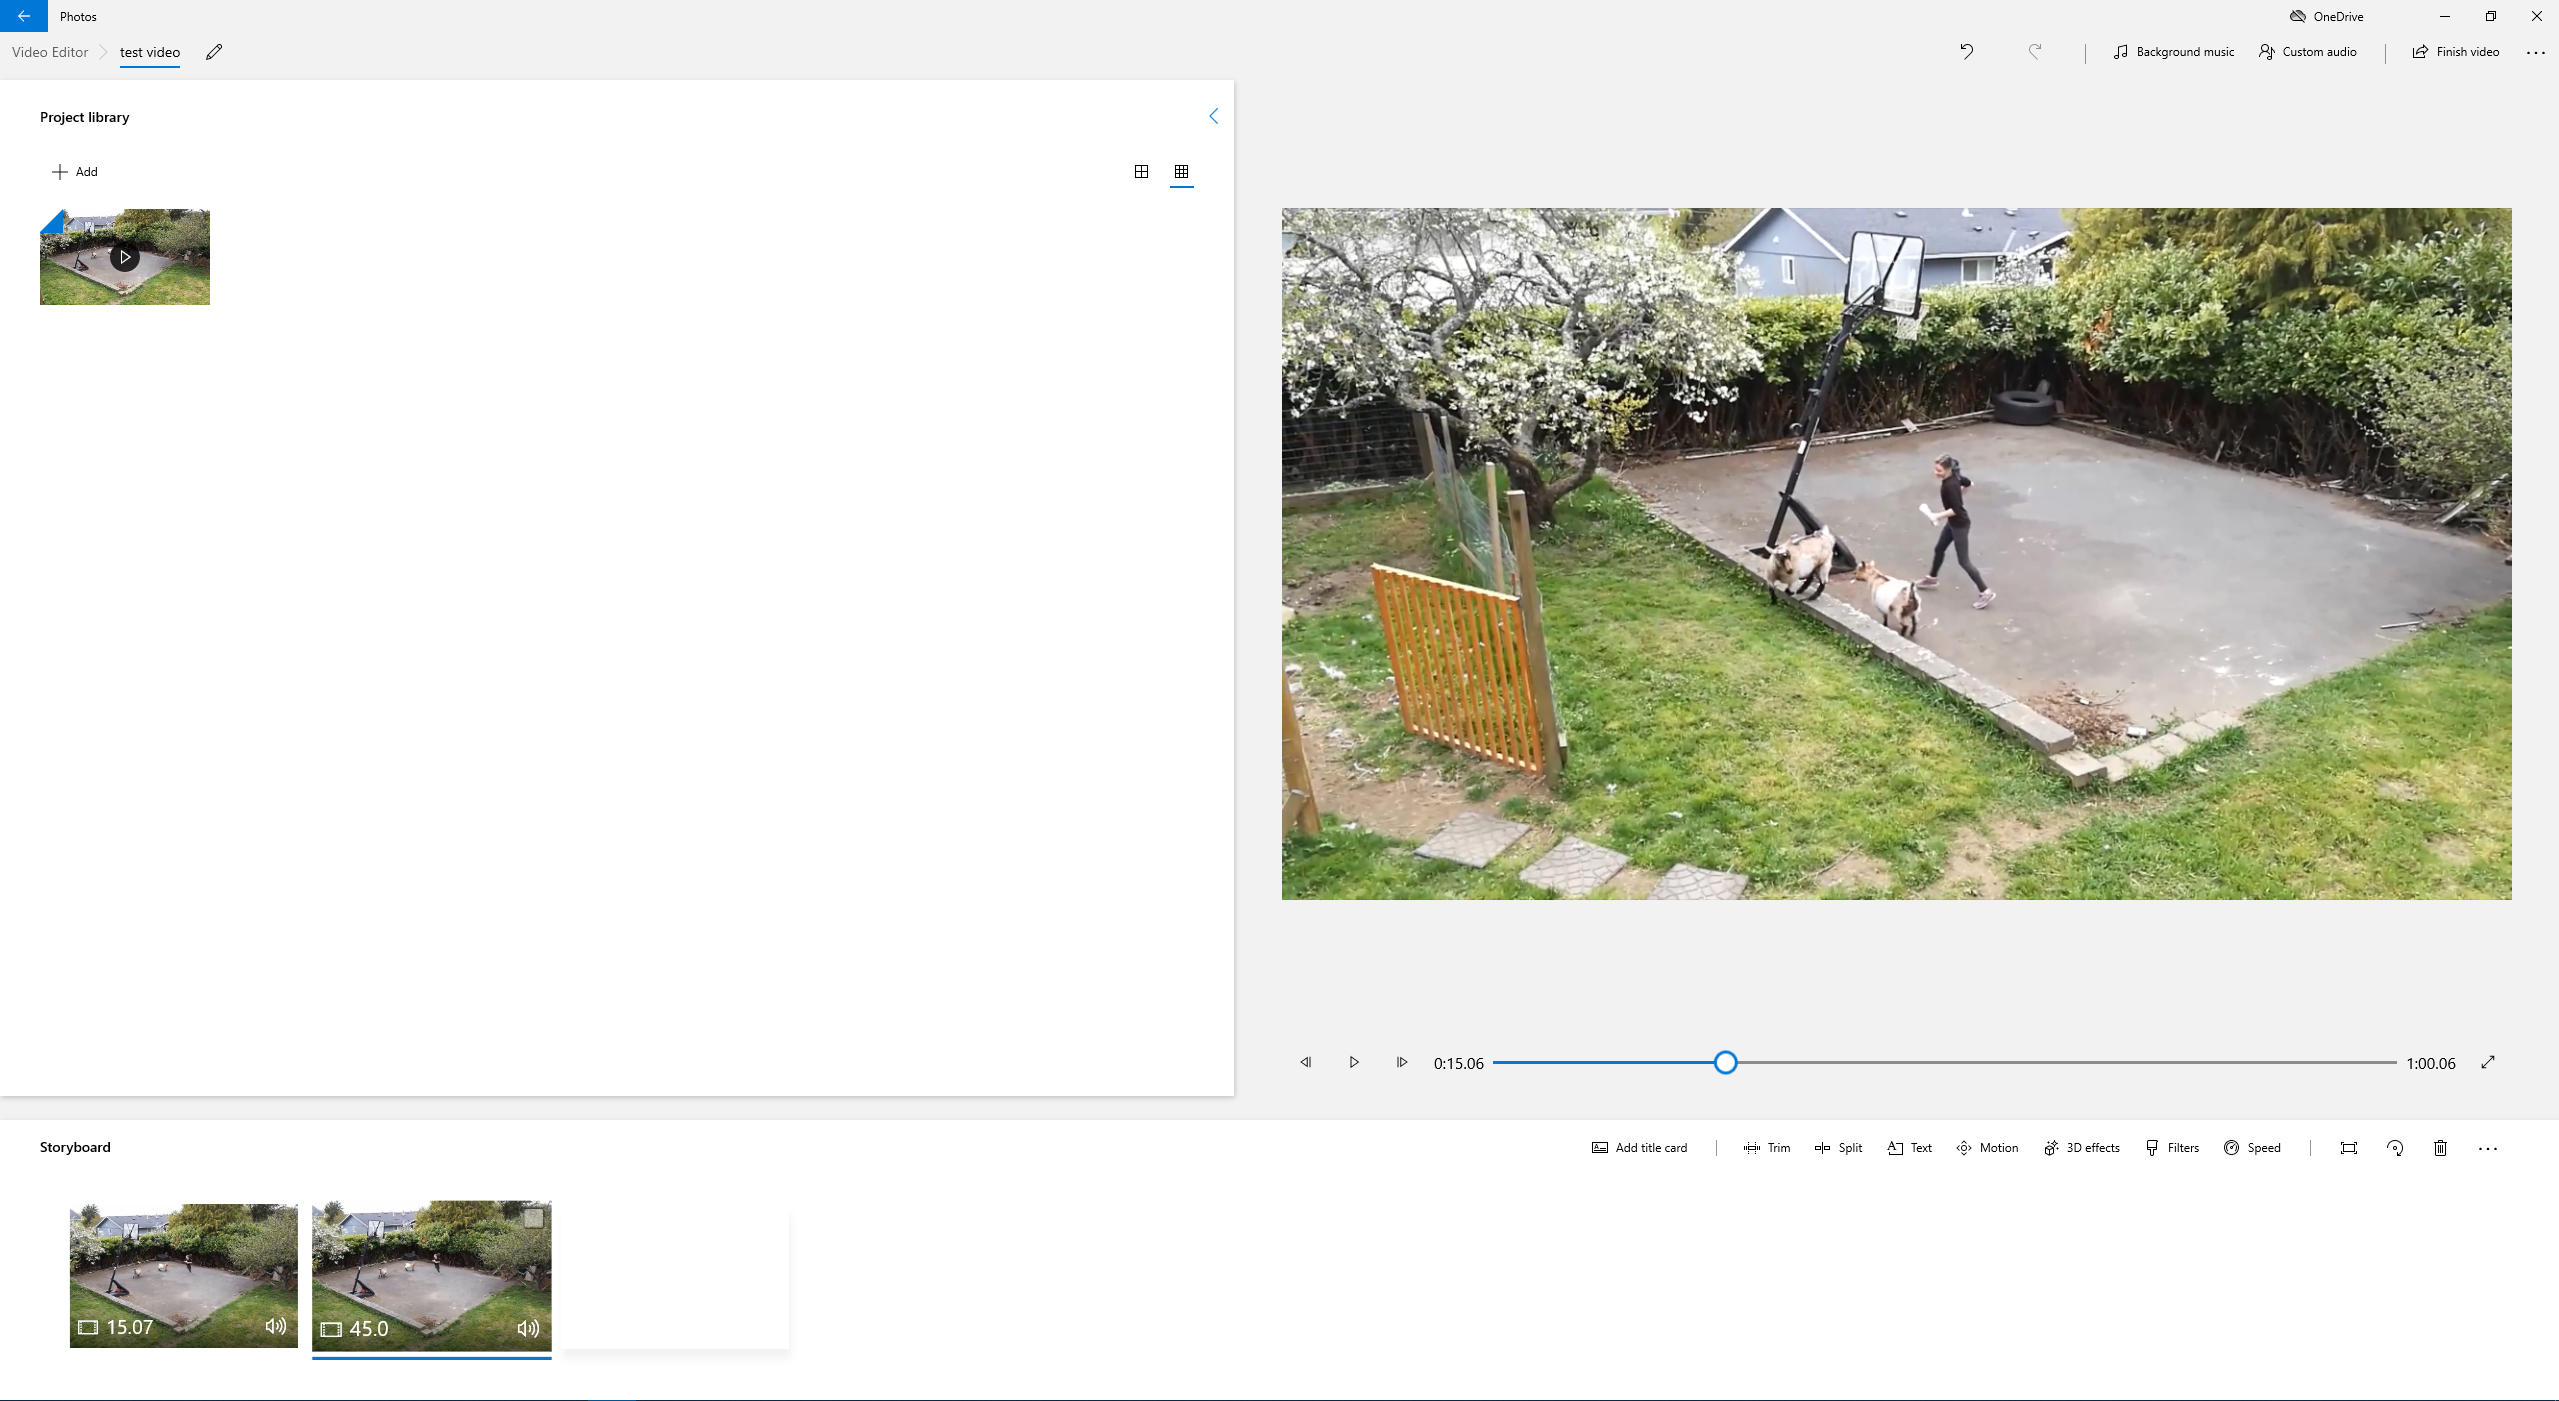 Photos
OneDrive
Video Editor
test video
Background music
Custom audio
Finish video
Project library
Add
0:15.06
1:00.06
Storyboard
Add title card
Trim
Split
Text
Motion
3D effects
Filters
Speed
15.07
45.0